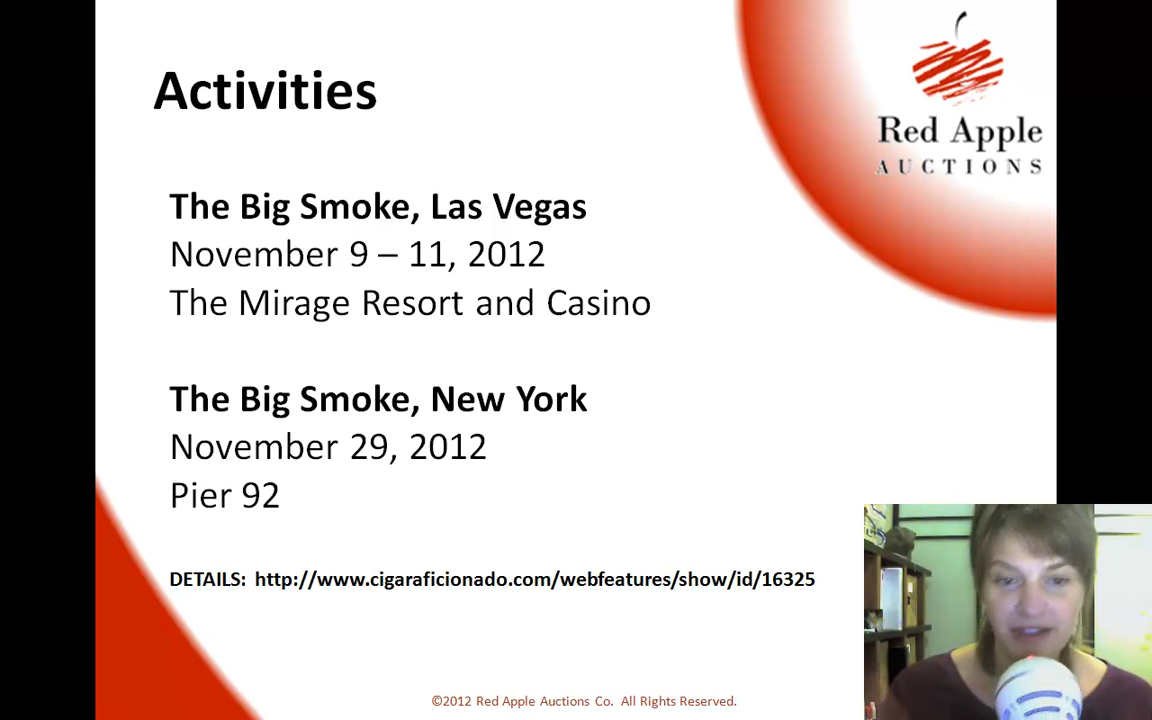 Activities
Red Apple
AUCTIONS
The Big Smoke, Las Vegas
November 9 – 11, 2012
The Mirage Resort and Casino
The Big Smoke, New York
November 29, 2012
Pier 92
DETAILS: http://www.cigaraficionado.com/webfeatures/show/id/16325
©2012 Red Apple Auctions Co. All Rights Reserved.